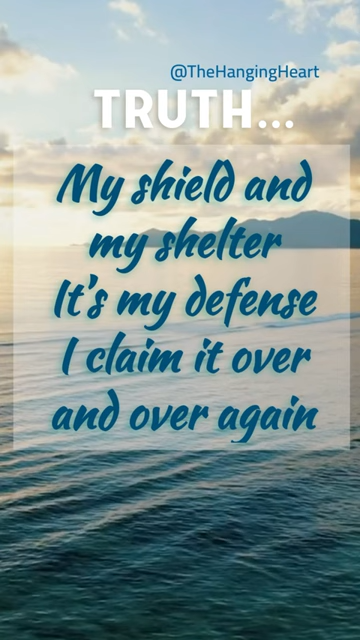 @TheHangingHeart
TRUTH...
My shield and
my shelter
It's my defense
I claim it over
and over again